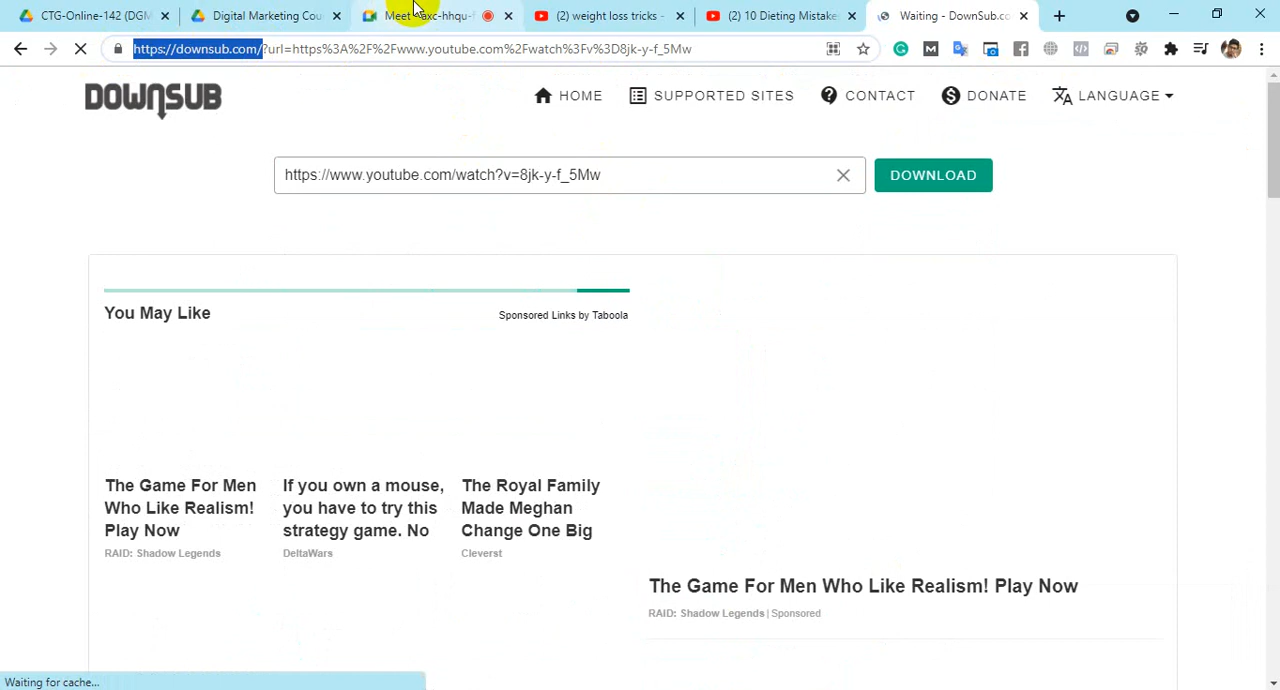 CTG-Online-142 (DGM
Digital Marketing Cou
Meet
axc-hhqu-
(2) weight loss tricks -
(2) 10 Dieting Mistake
Waiting - DownSub.co
https://downsub.com/?url=https%3A%2F%2Fwww.youtube.com%2Fwatch%3Fv%3D8jk-y-f_5Mw
DOWNSUB
HOME
SUPPORTED SITES
CONTACT
DONATE
LANGUAGE
https://www.youtube.com/watch?v=8jk-y-f_5Mw
DOWNLOAD
You May Like
Sponsored Links by Taboola
The Game For Men
Who Like Realism!
Play Now
RAID: Shadow Legends
If you own a mouse,
you have to try this
strategy game. No
DeltaWars
The Royal Family
Made Meghan
Change One Big
Cleverst
The Game For Men Who Like Realism! Play Now
RAID: Shadow Legends | Sponsored
Waiting for cache...